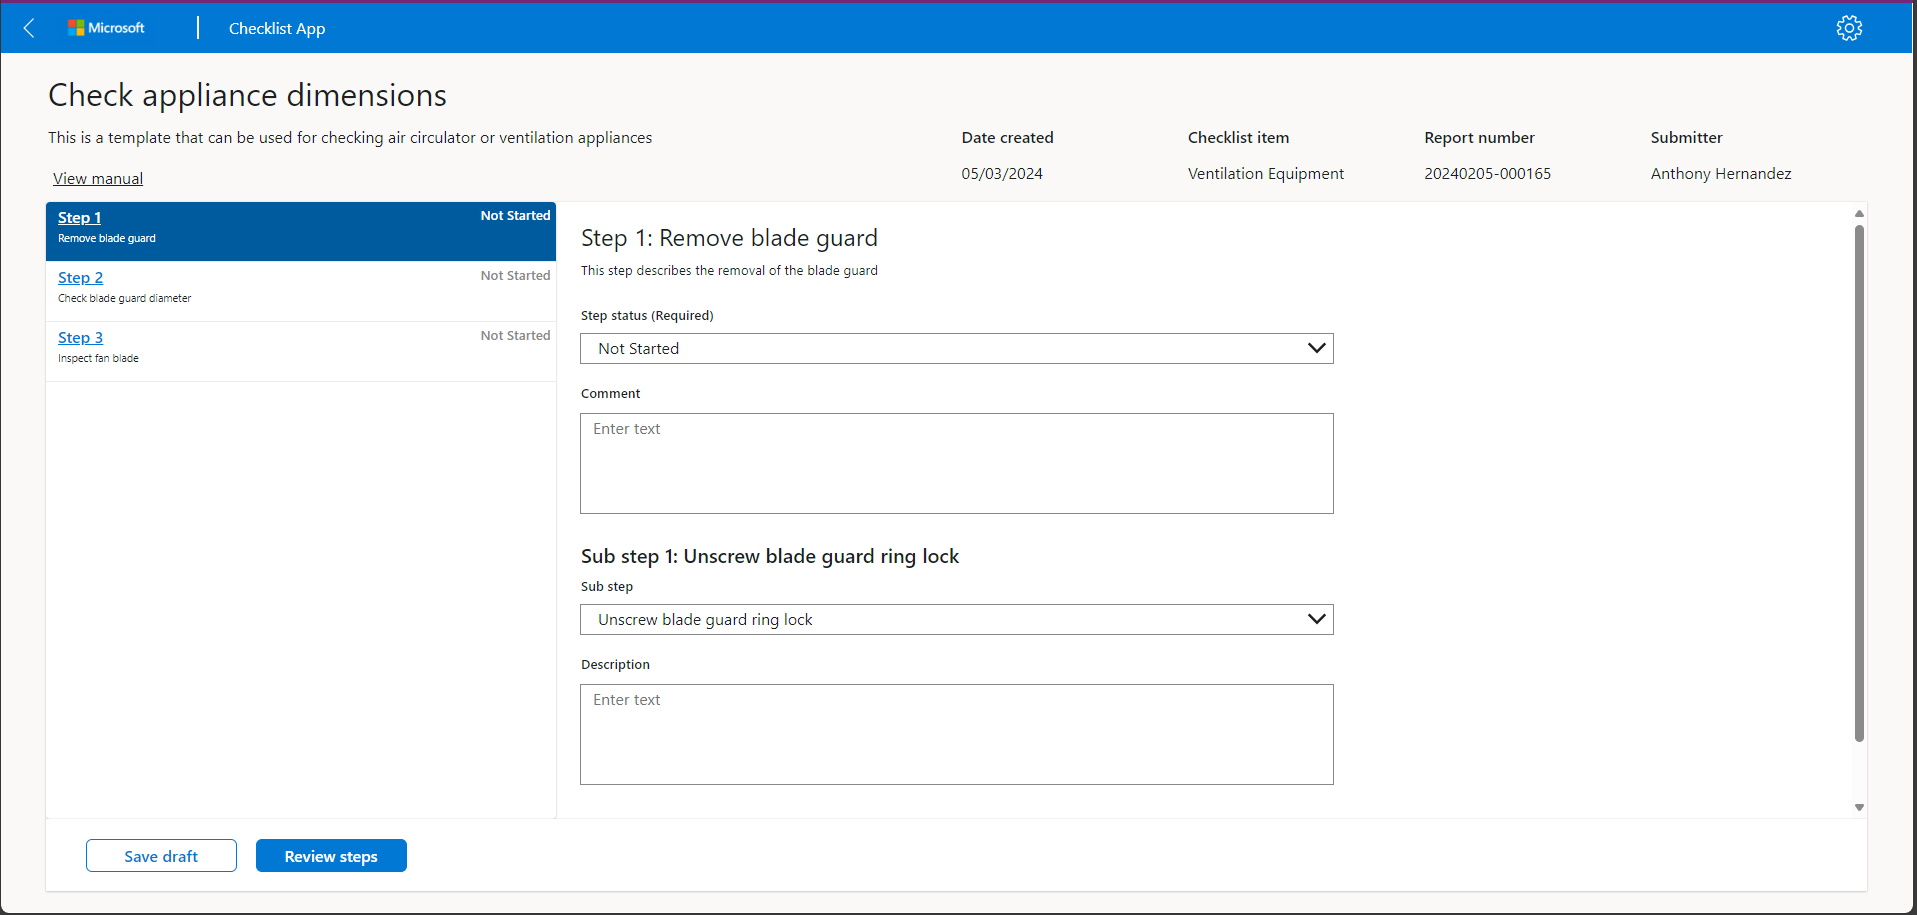 Microsoft
Checklist App
Check appliance dimensions
This is a template that can be used for checking air circulator or ventilation appliances
View manual
Date created
05/03/2024
Checklist item
Ventilation Equipment
Report number
20240205-000165
Submitter
Anthony Hernandez
Step 1
Not Started
Remove blade guard
Step 2
Not Started
Check blade guard diameter
Step 3
Not Started
Inspect fan blade
Step 1: Remove blade guard
This step describes the removal of the blade guard
Step status (Required)
Not Started
Comment
Enter text
Sub step 1: Unscrew blade guard ring lock
Sub step
Unscrew blade guard ring lock
Description
Enter text
Save draft
Review steps